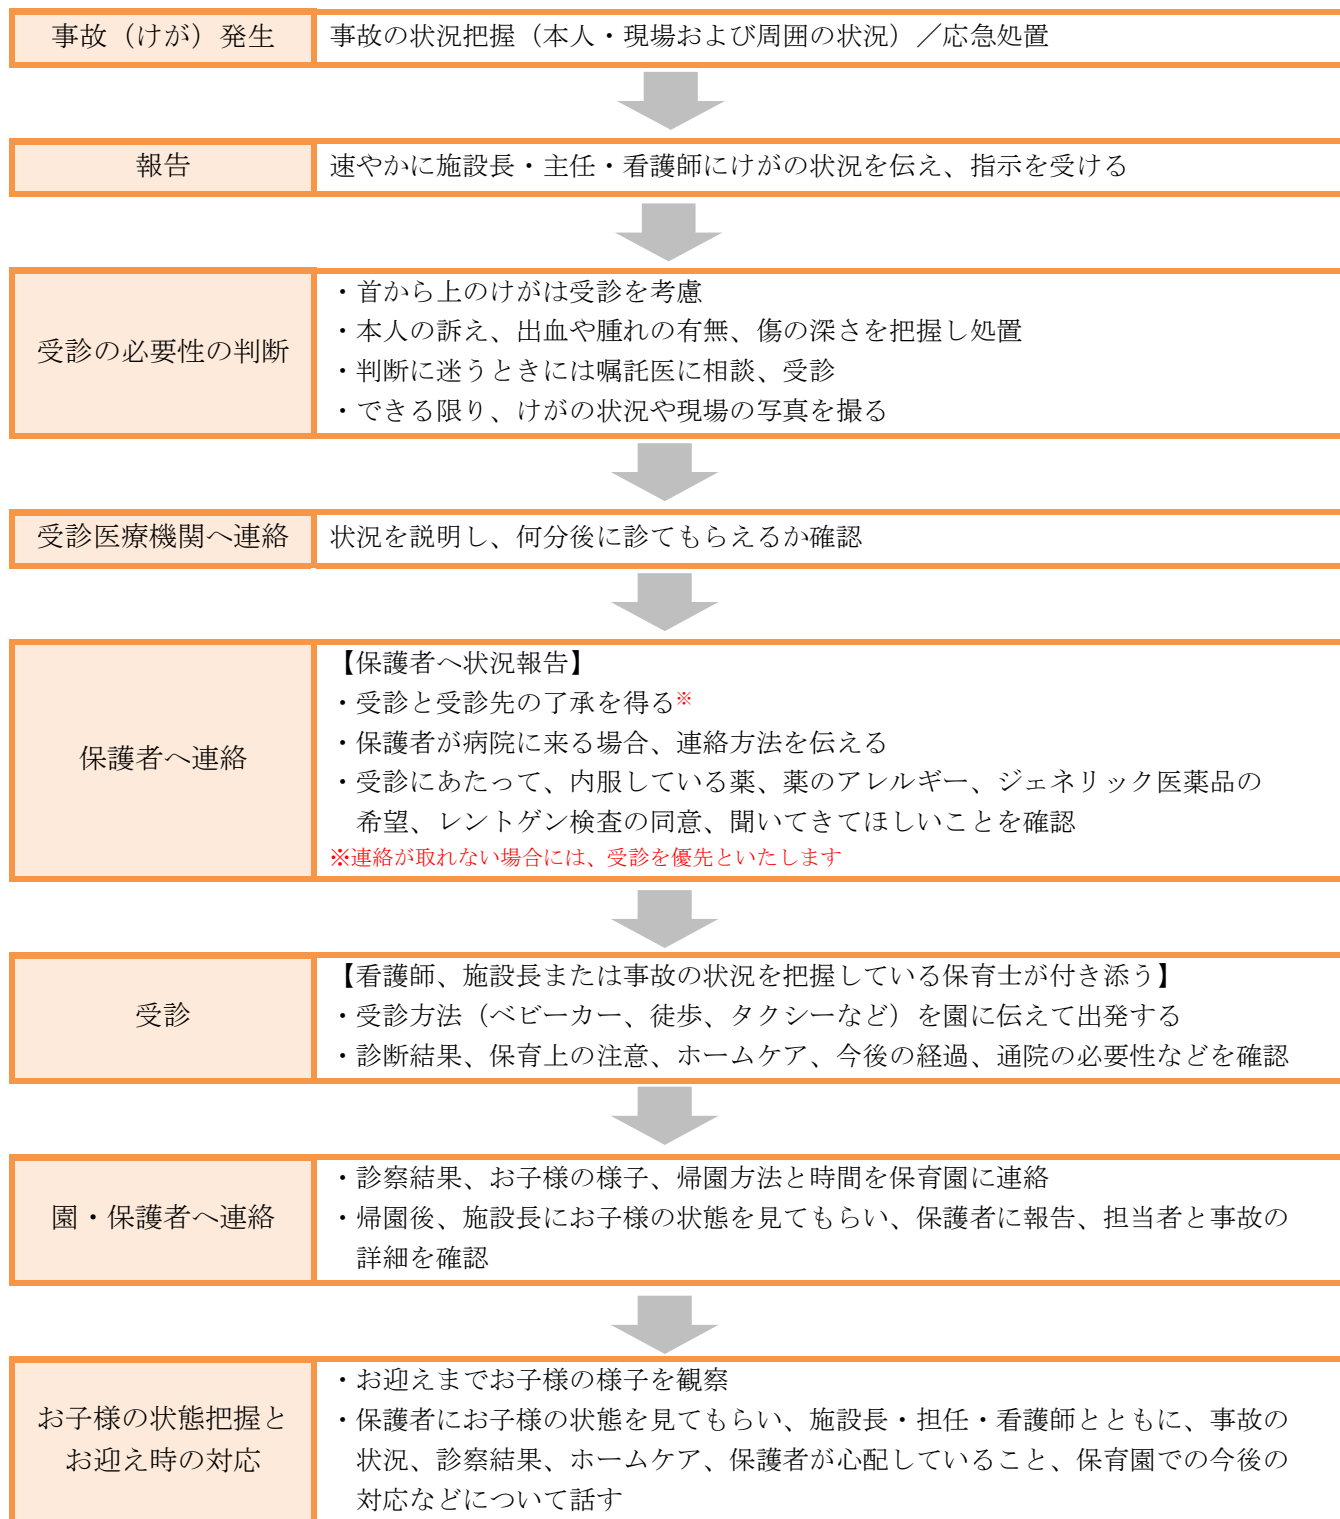 事故（けが）発生
事故の状況把握（本人・現場および周囲の状況）／応急処置
報告
速やかに施設長・主任・看護師にけがの状況を伝え、指示を受ける
受診の必要性の判断
・首から上のけがは受診を考慮
・本人の訴え、出血や腫れの有無、傷の深さを把握し処置
・判断に迷うときには嘱託医に相談、受診
・できる限り、けがの状況や現場の写真を撮る
受診医療機関へ連絡
状況を説明し、何分後に診てもらえるか確認
保護者へ連絡
【保護者へ状況報告】
・受診と受診先の了承を得る※
・保護者が病院に来る場合、連絡方法を伝える
・受診にあたって、内服している薬、薬のアレルギー、ジェネリック医薬品の
希望、レントゲン検査の同意、聞いてきてほしいことを確認
※連絡が取れない場合には、受診を優先といたします
受診
【看護師、施設長または事故の状況を把握している保育士が付き添う】
・受診方法（ベビーカー、徒歩、タクシーなど）を園に伝えて出発する
・診断結果、保育上の注意、ホームケア、今後の経過、通院の必要性などを確認
園・保護者へ連絡
・診察結果、お子様の様子、帰園方法と時間を保育園に連絡
・帰園後、施設長にお子様の状態を見てもらい、保護者に報告、担当者と事故の
詳細を確認
お子様の状態把握と
お迎え時の対応
・お迎えまでお子様の様子を観察
・保護者にお子様の状態を見てもらい、施設長・担任・看護師とともに、事故の
状況、診察結果、ホームケア、保護者が心配していること、保育園での今後の
対応などについて話す